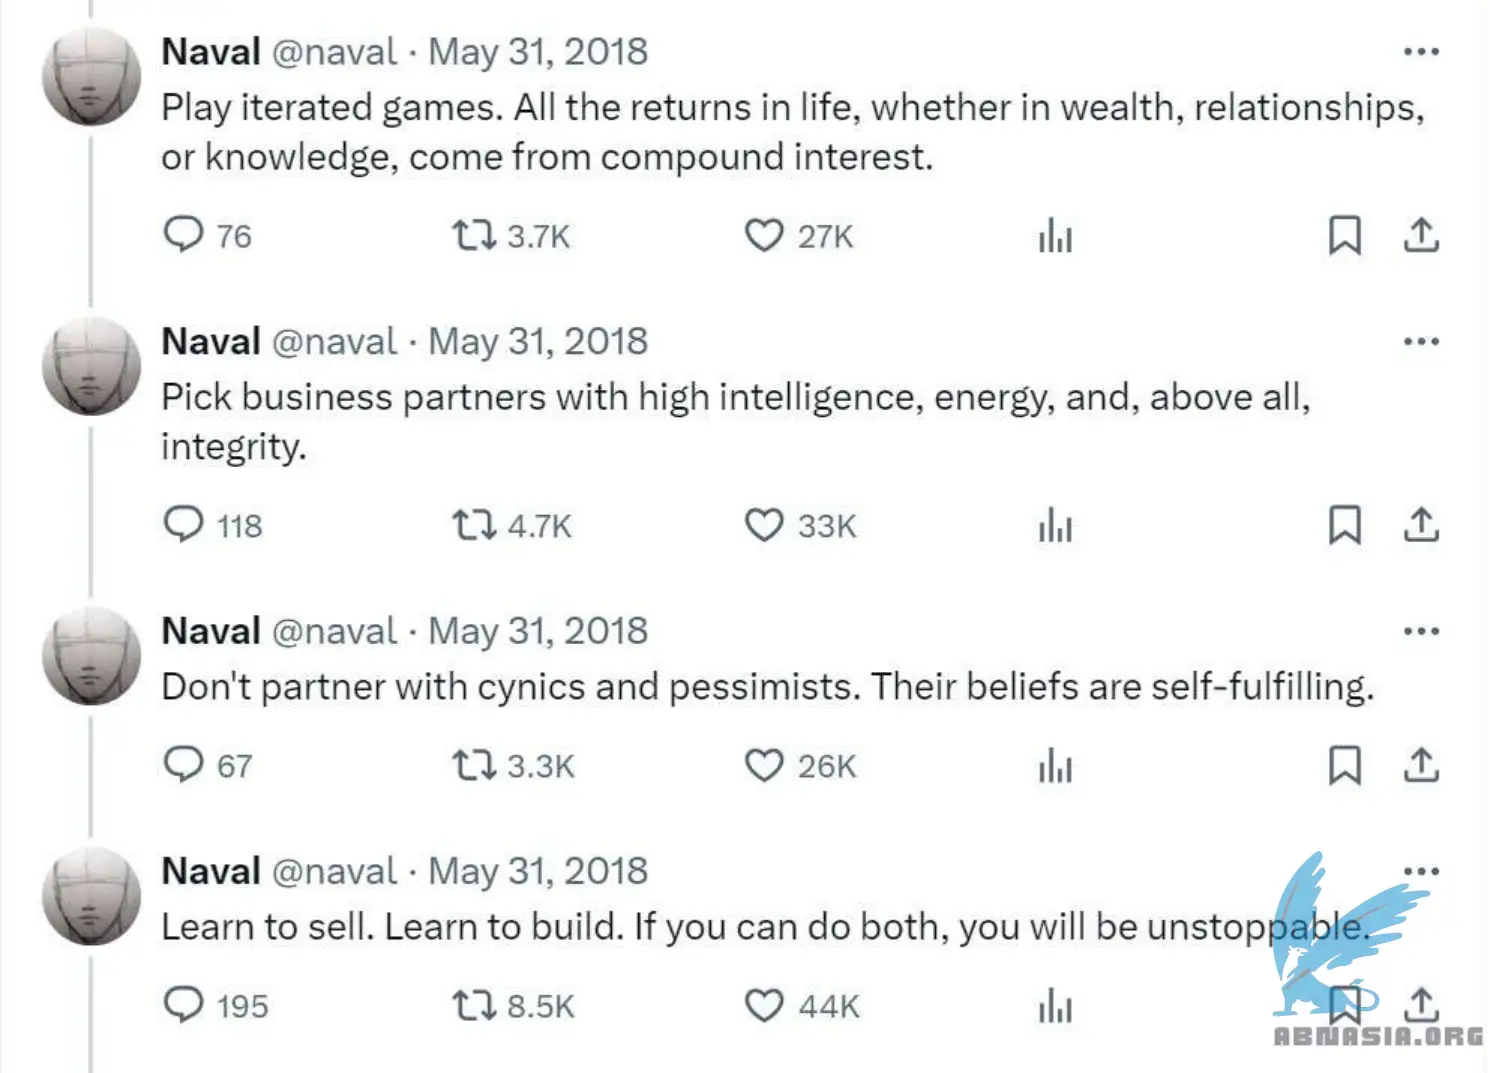 Naval @naval · May 31, 2018
Play iterated games. All the returns in life, whether in wealth, relationships,
or knowledge, come from compound interest.
76 3.7K 27K
Naval @naval · May 31, 2018
Pick business partners with high intelligence, energy, and, above all,
integrity.
118 4.7K 33K
Naval @naval · May 31, 2018
Don't partner with cynics and pessimists. Their beliefs are self-fulfilling.
67 3.3K 26K
Naval @naval · May 31, 2018
Learn to sell. Learn to build. If you can do both, you will be unstoppable.
195 8.5K 44K
ABNASIA.ORG